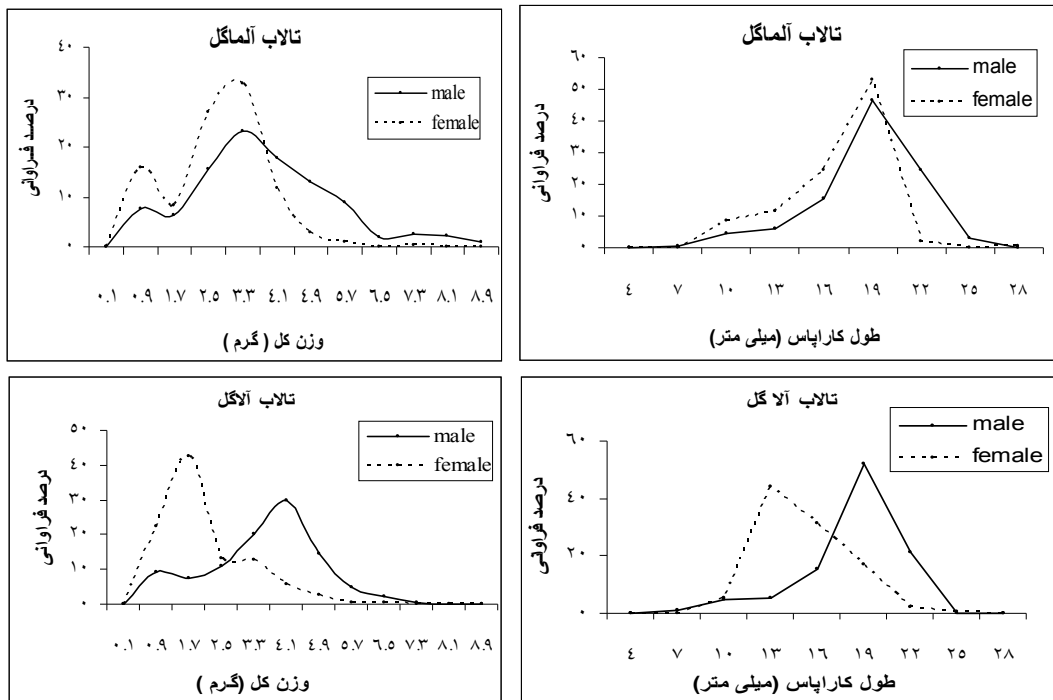 تالاب آلماگل
٤٠
٣٠
٢٠
١٠
٠
درصد فراوانی
male
female
٠.١ ٠.٩ ١.٧ ٢.٥ ٣.٣ ٤.١ ٤.٩ ٥.٧ ٦.٥ ٧.٣ ٨.١ ٨.٩
وزن کل ( گرم )
تالاب آلماگل
٦٠
٥٠
٤٠
٣٠
٢٠
١٠
٠
درصد فراوانی
male
female
٤ ٧ ١٠ ١٣ ١٦ ١٩ ٢٢ ٢٥ ٢٨
طول کاراپاس (میلی متر)
تالاب آلاگل
٥٠
٤٠
٣٠
٢٠
١٠
٠
درصد فراوانی
male
female
٠.١ ٠.٩ ١.٧ ٢.٥ ٣.٣ ٤.١ ٤.٩ ٥.٧ ٦.٥ ٧.٣ ٨.١ ٨.٩
وزن کل (گرم )
تالاب آلا گل
٦٠
٤٠
٢٠
٠
درصد فراوانی
male
female
٤ ٧ ١٠ ١٣ ١٦ ١٩ ٢٢ ٢٥ ٢٨
طول کاراپاس (میلی متر)